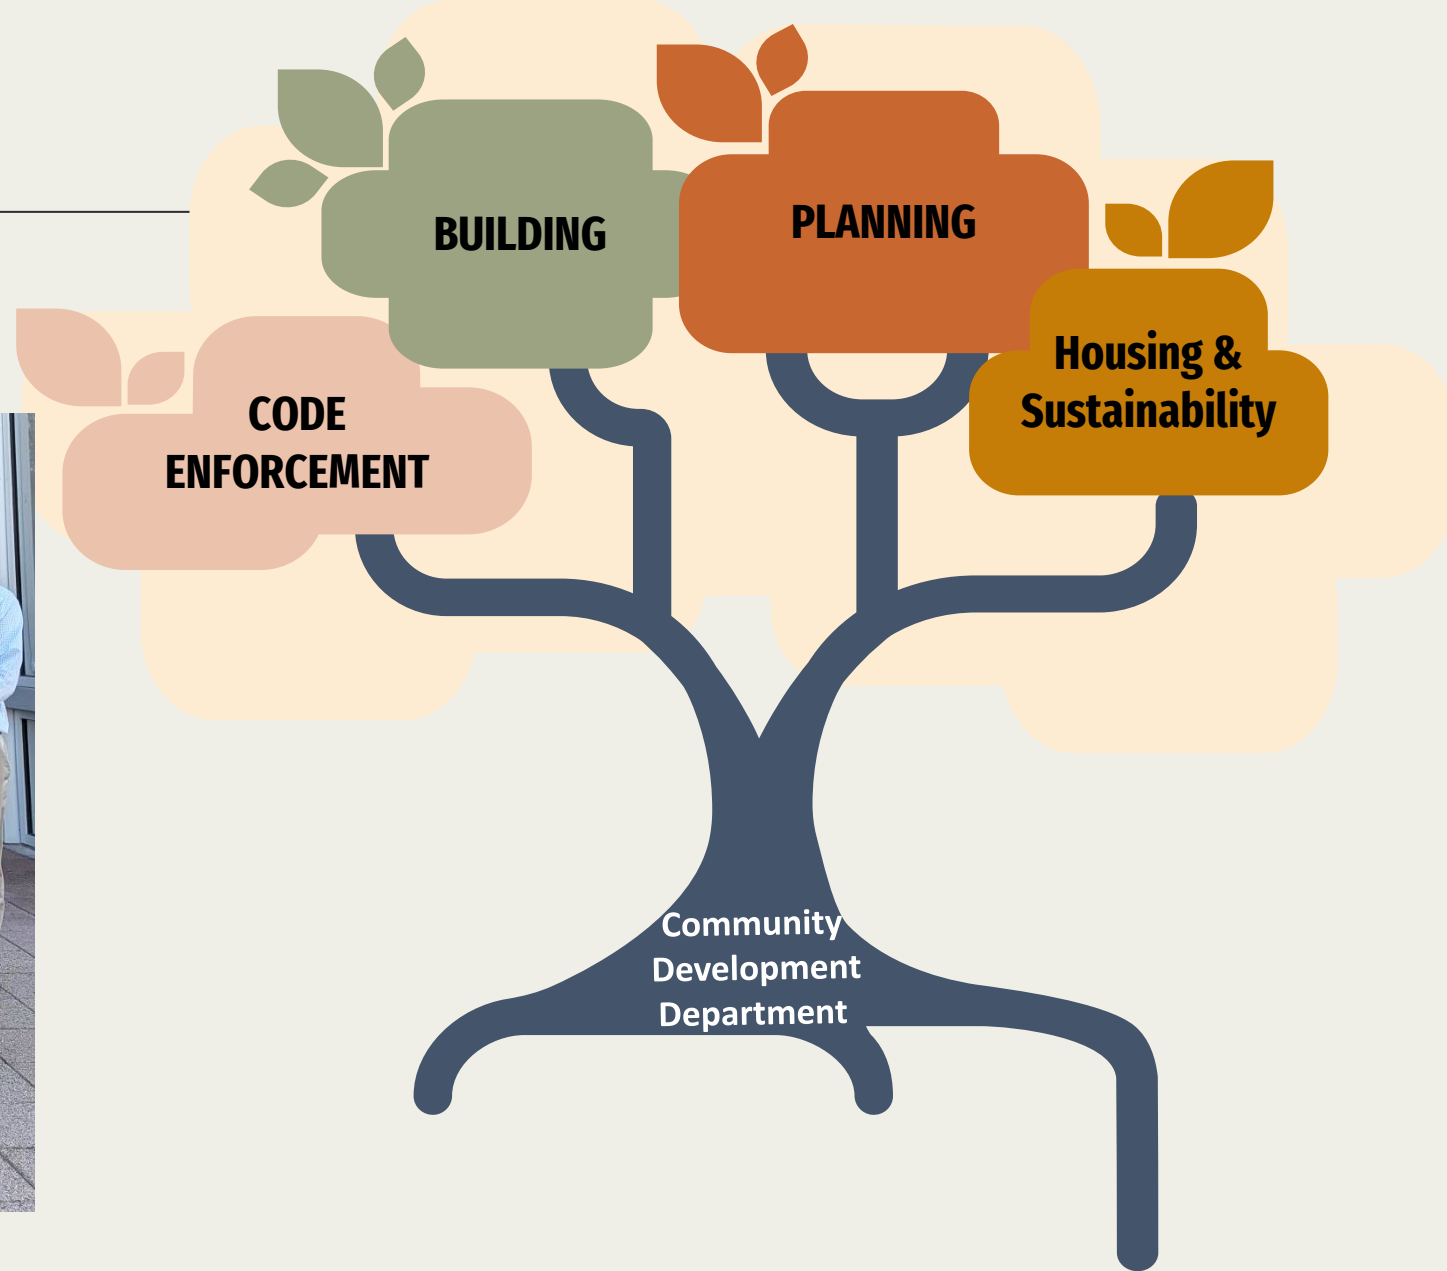 BUILDING
PLANNING
Housing &
Sustainability
CODE
ENFORCEMENT
Community
Development
Department